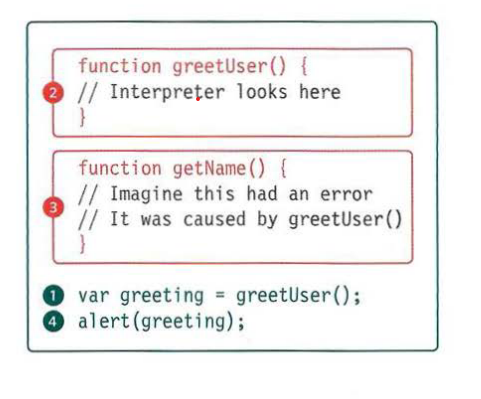 function greetUser() {
2 // Interpreter looks here
}
function getName() {
// Imagine this had an error
3 // It was caused by greetUser()
}
1 var greeting = greetUser();
4 alert(greeting);